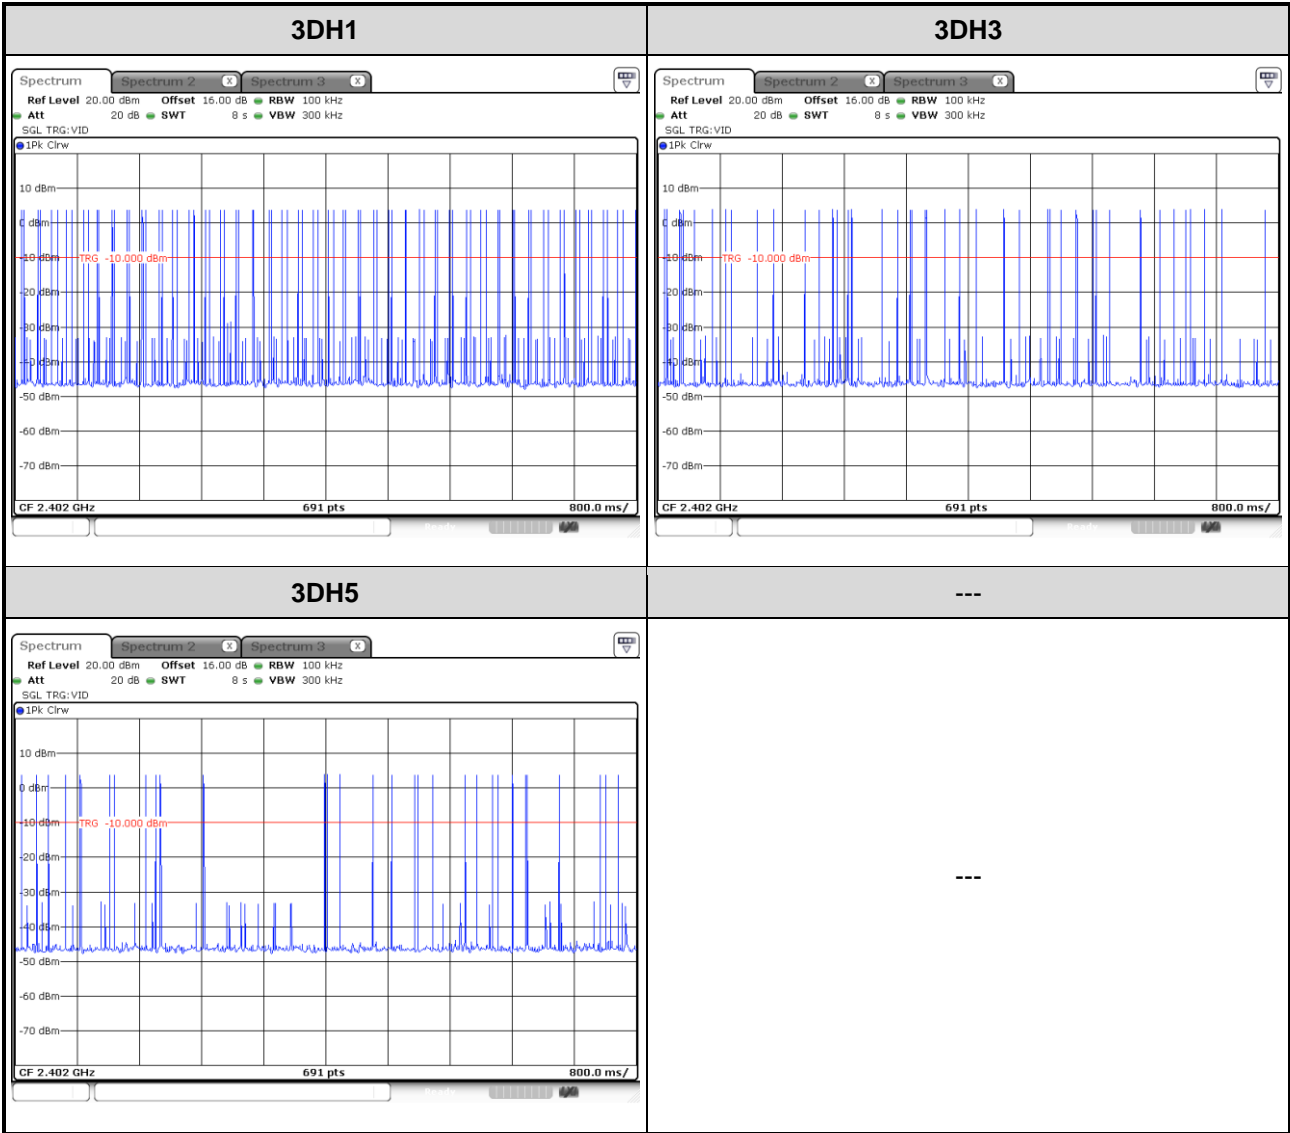 3DH1
3DH3
Spectrum Spectrum 2 X Spectrum 3 X
Ref Level 20.00 dBm Offset 16.00 dB RBW 100 kHz
Att 20 dB SWT 8 s VBW 300 kHz
SGL TRG:VID
1Pk Clrw
10 dBm
0 dBm
-10 dBm
TRG -10.000 dBm
-20 dBm
-30 dBm
-40 dBm
-50 dBm
-60 dBm
-70 dBm
CF 2.402 GHz 691 pts 800.0 ms/
Ready
Spectrum Spectrum 2 X Spectrum 3 X
Ref Level 20.00 dBm Offset 16.00 dB RBW 100 kHz
Att 20 dB SWT 8 s VBW 300 kHz
SGL TRG:VID
1Pk Clrw
10 dBm
0 dBm
-10 dBm
TRG -10.000 dBm
-20 dBm
-30 dBm
-40 dBm
-50 dBm
-60 dBm
-70 dBm
CF 2.402 GHz 691 pts 800.0 ms/
Ready
3DH5
---
Spectrum Spectrum 2 X Spectrum 3 X
Ref Level 20.00 dBm Offset 16.00 dB RBW 100 kHz
Att 20 dB SWT 8 s VBW 300 kHz
SGL TRG:VID
1Pk Clrw
10 dBm
0 dBm
-10 dBm
TRG -10.000 dBm
-20 dBm
-30 dBm
-40 dBm
-50 dBm
-60 dBm
-70 dBm
CF 2.402 GHz 691 pts 800.0 ms/
Ready
---